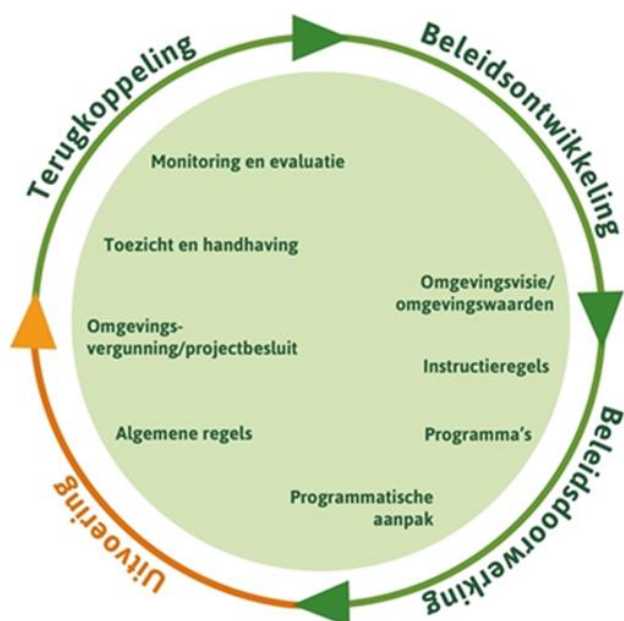 Terugkoppeling
Beleidsontwikkeling
Monitoring en evaluatie
Toezicht en handhaving
Omgevingsvisie/
omgevingswaarden
Omgevings-
vergunning/projectbesluit
Instructieregels
Algemene regels
Programma's
Programmatische
aanpak
Uitvoering
Beleidsdoorwerking